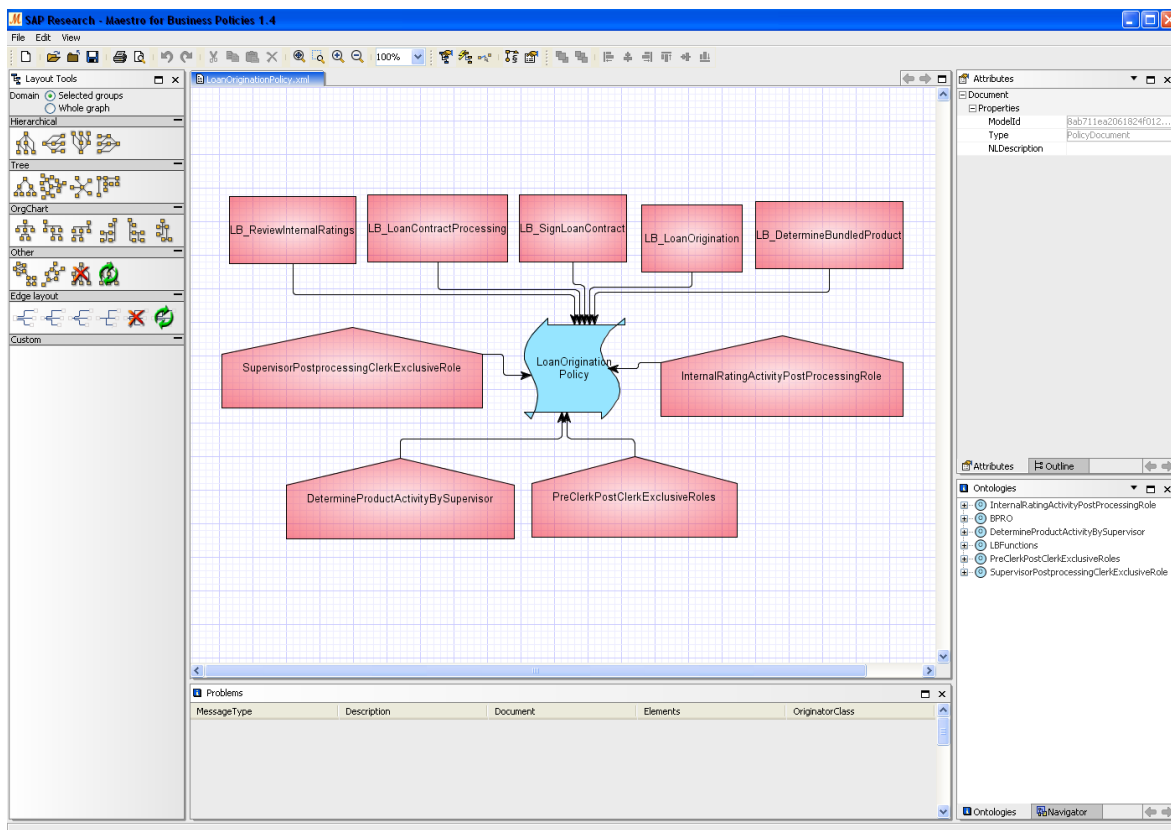 SAP Research - Maestro for Business Policies 1.4
File Edit View
100%
Layout Tools
Domain Selected groups
Whole graph
Hierarchical
Tree
OrgChart
Other
Edge layout
Custom
LoanOriginationPolicy.xml
LB_ReviewInternalRatings
LB_LoanContractProcessing
LB_SignLoanContract
LB_LoanOrigination
LB_DetermineBundledProduct
SupervisorPostprocessingClerkExclusiveRole
LoanOrigination
Policy
InternalRatingActivityPostProcessingRole
DetermineProductActivityBySupervisor
PreClerkPostClerkExclusiveRoles
Problems
MessageType Description Document Elements OriginatorClass
Attributes
Document
Properties
ModelId 8ab711ea2061824f012...
Type PolicyDocument
NLDescription
Attributes Outline
Ontologies
InternalRatingActivityPostProcessingRole
BPRO
DetermineProductActivityBySupervisor
LBFunctions
PreClerkPostClerkExclusiveRoles
SupervisorPostprocessingClerkExclusiveRole
Ontologies Navigator